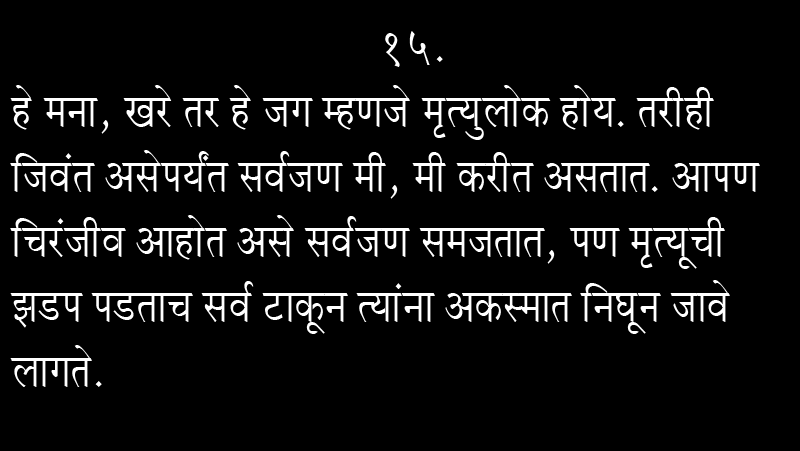 १५.
हे मना, खरे तर हे जग म्हणजे मृत्युलोक होय. तरीही
जिवंत असेपर्यंत सर्वजण मी, मी करीत असतात. आपण
चिरंजीव आहोत असे सर्वजण समजतात, पण मृत्यूची
झडप पडताच सर्व टाकून त्यांना अकस्मात निघून जावे
लागते.